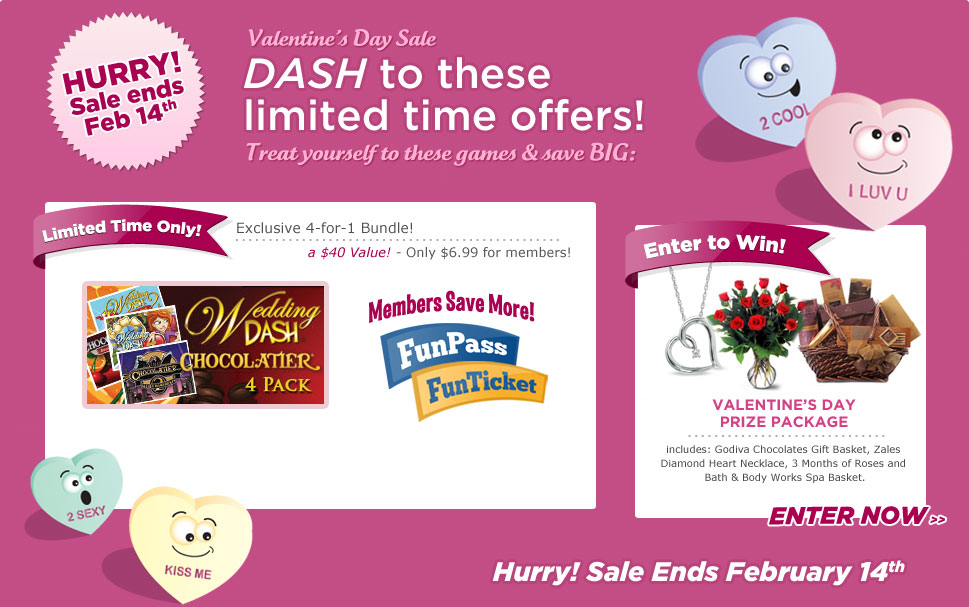 HURRY!
Sale ends
Feb 14th
Valentine's Day Sale
DASH to these
limited time offers!
Treat yourself to these games & save BIG:
2 COOL
I LUV U
Limited Time Only!
Exclusive 4-for-1 Bundle!
a $40 Value! - Only $6.99 for members!
Wedding
DASH
CHOCOLATIER
4 PACK
Members Save More!
FunPass
FunTicket
Enter to Win!
VALENTINE'S DAY
PRIZE PACKAGE
includes: Godiva Chocolates Gift Basket, Zales
Diamond Heart Necklace, 3 Months of Roses and
Bath & Body Works Spa Basket.
ENTER NOW >>
2 SEXY
KISS ME
Hurry! Sale Ends February 14th